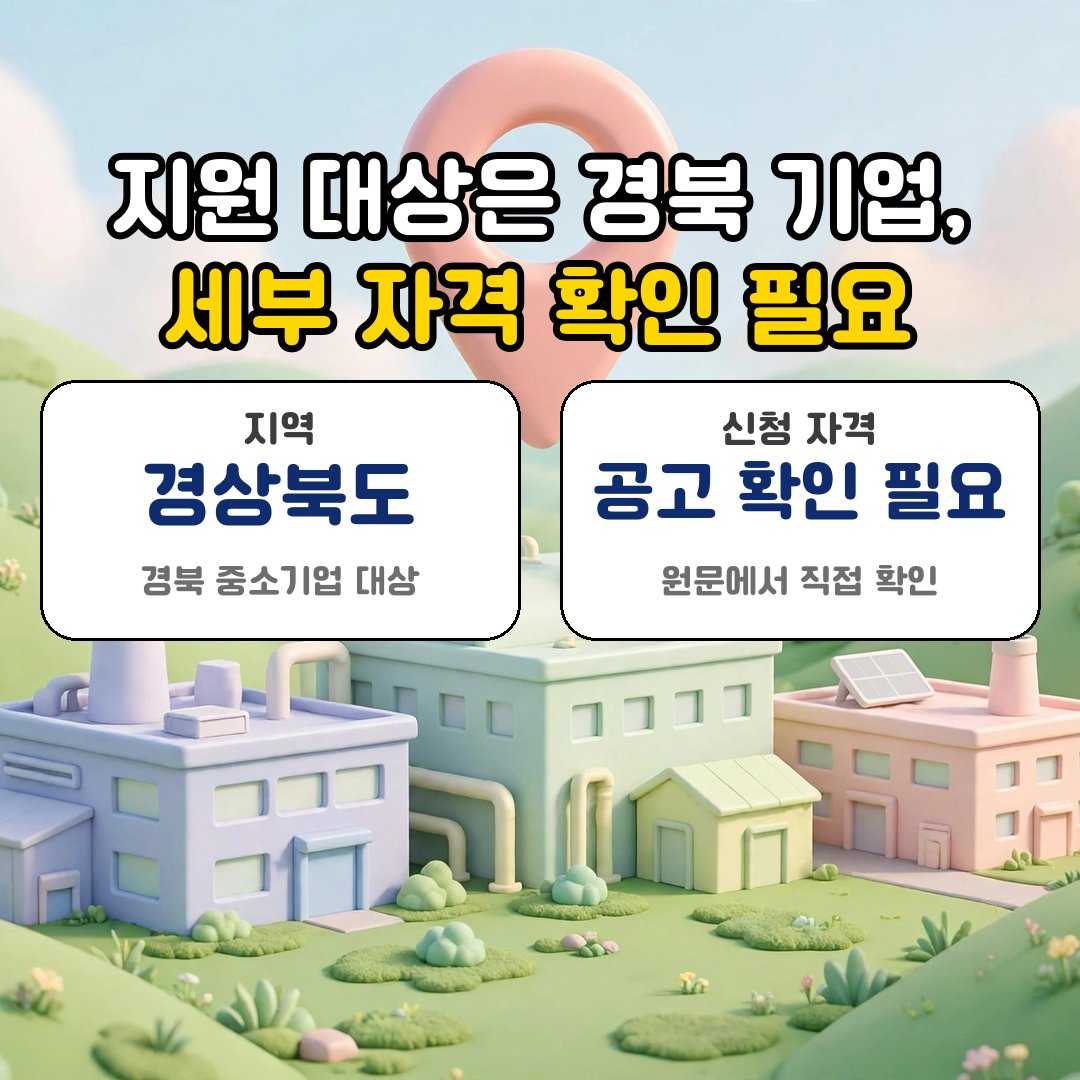 지원 대상은 경북 기업,
세부 자격 확인 필요
지역
경상북도
경북 중소기업 대상
신청 자격
공고 확인 필요
원문에서 직접 확인